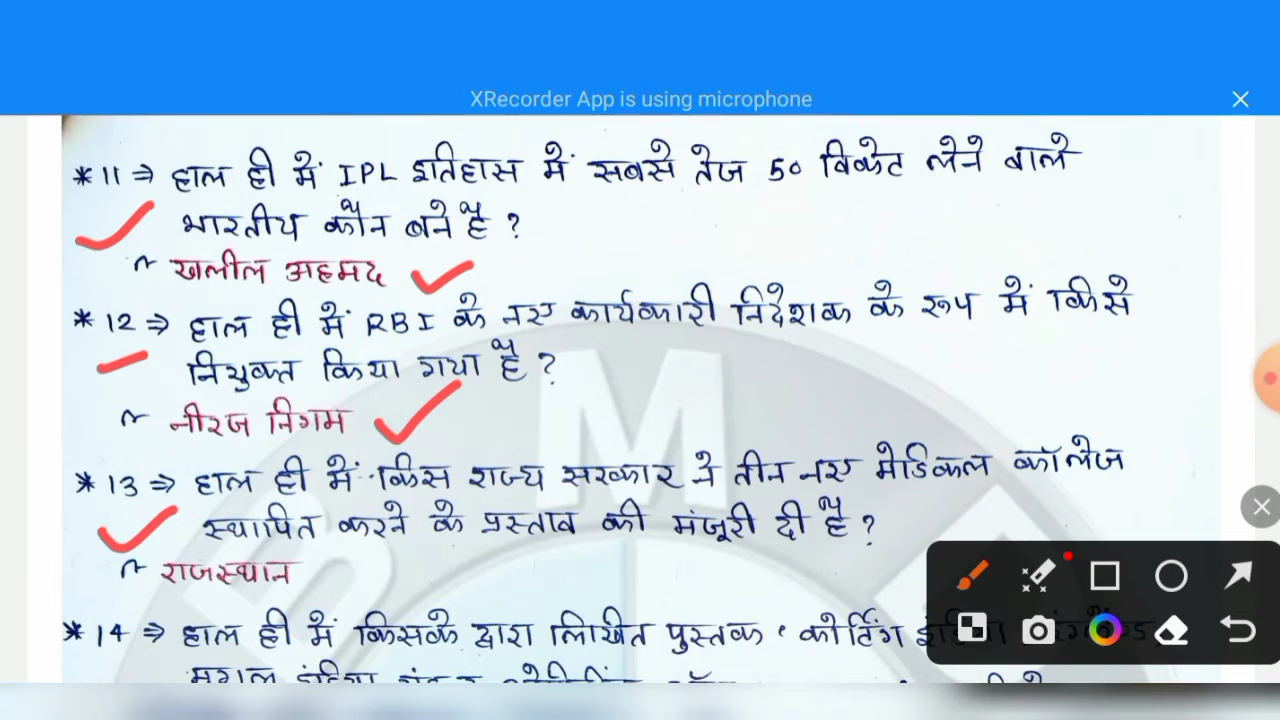 XRecorder App is using microphone
* 11 ⇒ हाल ही में IPL इतिहास में सबसे तेज 50 विकेट लेने वाले
भारतीय कौन बने है ?
खलील अहमद
* 12 ⇒ हाल ही में RBI के नए कार्यकारी निदेशक के रूप में किसे
नियुक्त किया गया है ?
नीरज निगम
* 13 ⇒ हाल ही में किस राज्य सरकार ने तीन नए मेडिकल कॉलेज
स्थापित करने के प्रस्ताव को मंजूरी दी है ?
राजस्थान
* 14 ⇒ हाल ही में किसके द्वारा लिखित पुस्तक ' कोर्टिंग
B M